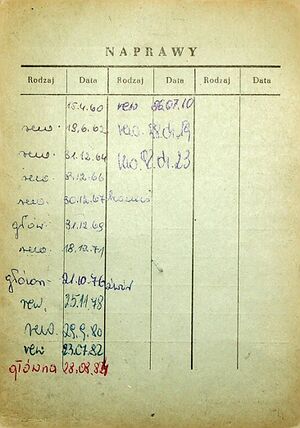 NAPRAWY
Rodzaj Data Rodzaj Data Rodzaj Data
15.4.60 rew 06.07.10
rew. 18.6.62
rew. 31.12.64
rew. 8.12.66
rew. 30.12.67
głów. 31.12.69
rew. 18.12.71
główn. 21.10.76
rew. 25.11.78
rew. 29.9.80
rew 23.07.82
główna 28.08.84